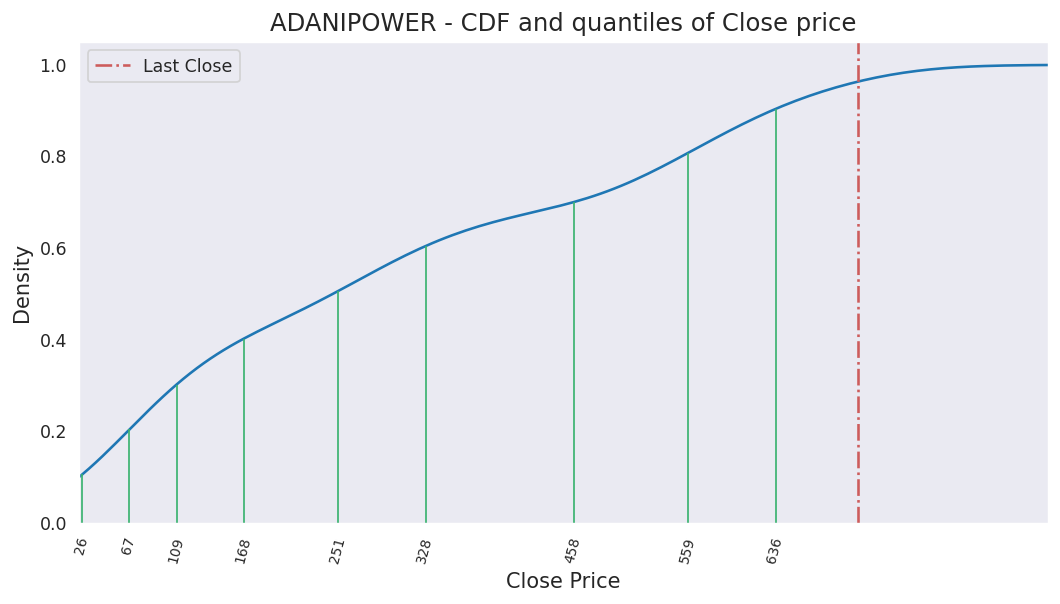 ADANIPOWER - CDF and quantiles of Close price
Last Close
1.0
0.8
0.6
0.4
0.2
0.0
Density
26 67 109 168 251 328 458 559 636
Close Price